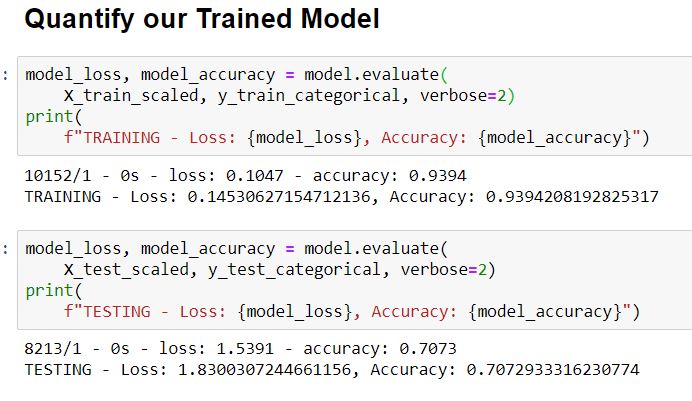 Quantify our Trained Model
: model_loss, model_accuracy = model.evaluate(
X_train_scaled, y_train_categorical, verbose=2)
print(
f"TRAINING - Loss: {model_loss}, Accuracy: {model_accuracy}")
10152/1 - 0s - loss: 0.1047 - accuracy: 0.9394
TRAINING - Loss: 0.14530627154712136, Accuracy: 0.9394208192825317
: model_loss, model_accuracy = model.evaluate(
X_test_scaled, y_test_categorical, verbose=2)
print(
f"TESTING - Loss: {model_loss}, Accuracy: {model_accuracy}")
8213/1 - 0s - loss: 1.5391 - accuracy: 0.7073
TESTING - Loss: 1.8300307244661156, Accuracy: 0.7072933316230774